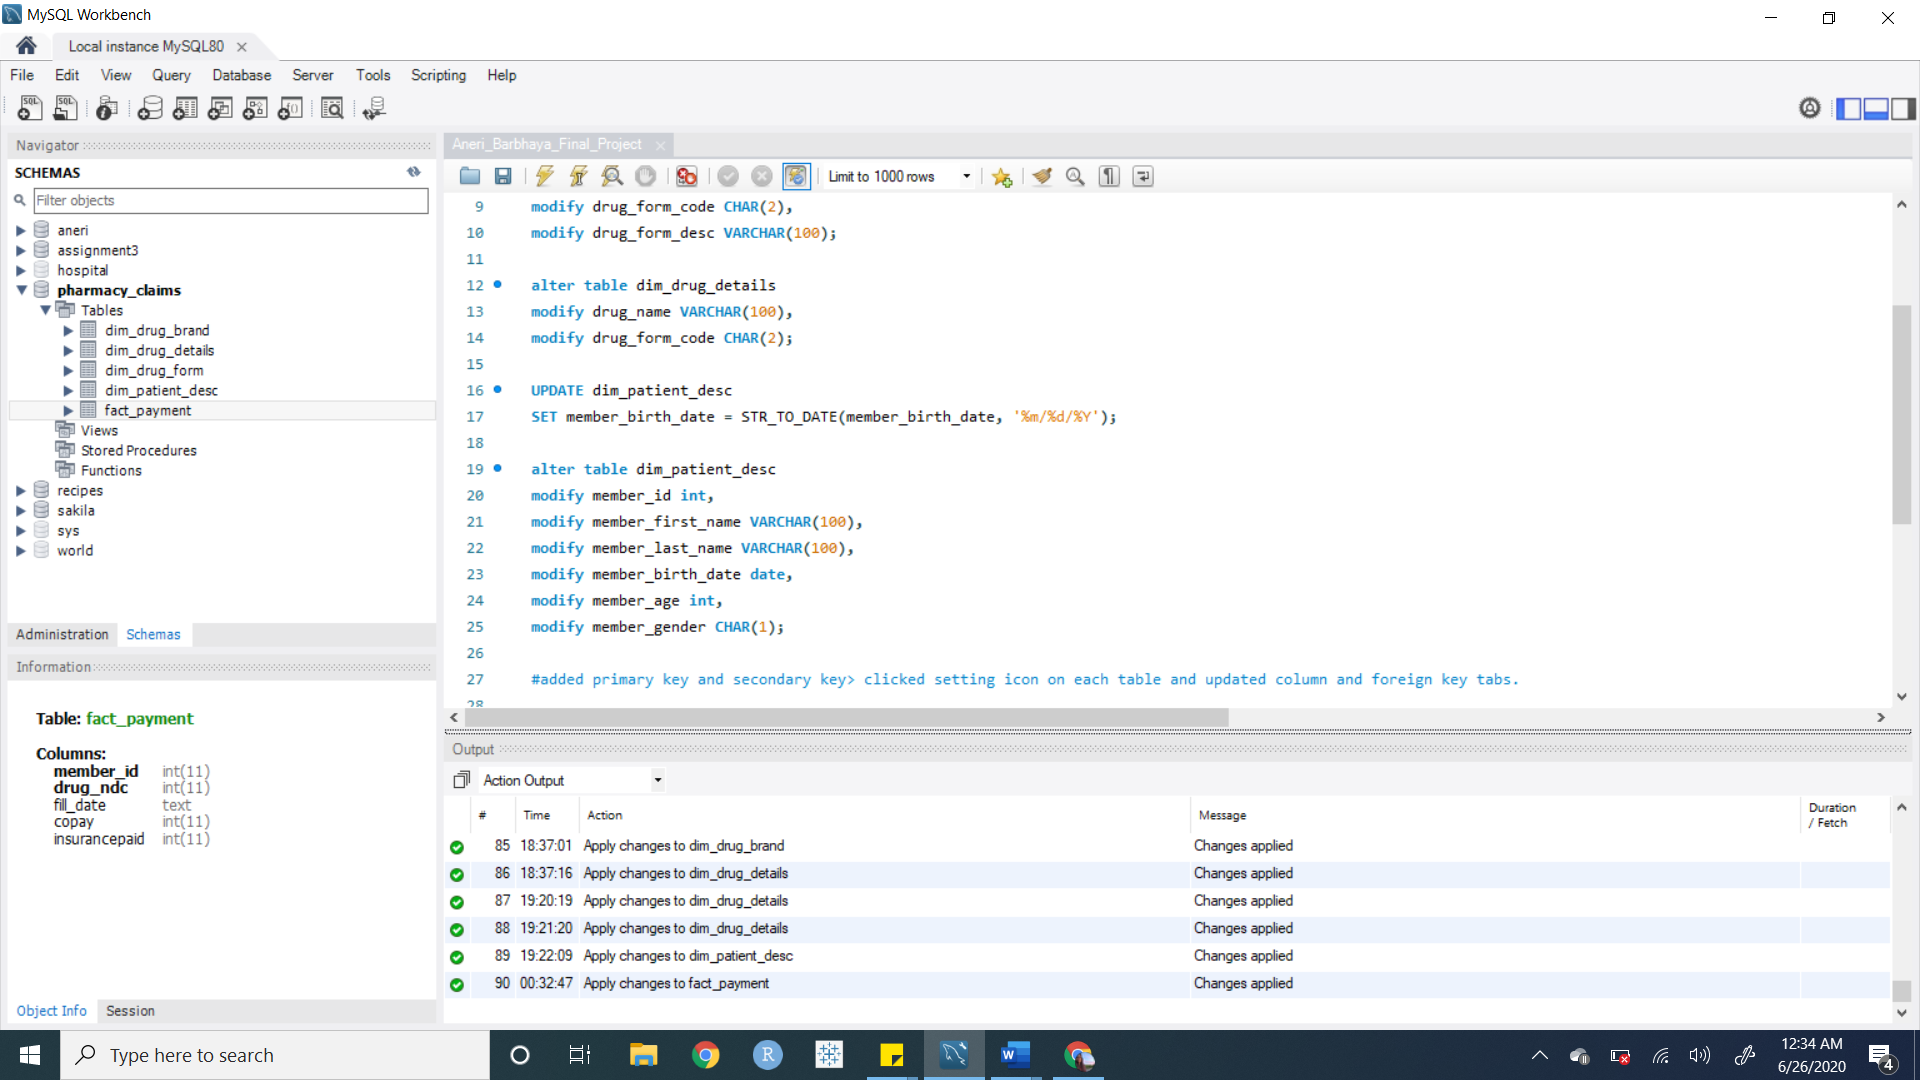 MySQL Workbench
Local instance MySQL80
File Edit View Query Database Server Tools Scripting Help
Navigator
SCHEMAS
Filter objects
aneri
assignment3
hospital
pharmacy_claims
Tables
dim_drug_brand
dim_drug_details
dim_drug_form
dim_patient_desc
fact_payment
Views
Stored Procedures
Functions
recipes
sakila
sys
world
Administration Schemas
Information
Table: fact_payment
Columns:
member_id int(11)
drug_ndc int(11)
fill_date text
copay int(11)
insurancepaid int(11)
Object Info Session
Aneri_Barbhaya_Final_Project
Limit to 1000 rows
9 modify drug_form_code CHAR(2),
10 modify drug_form_desc VARCHAR(100);
11
12 alter table dim_drug_details
13 modify drug_name VARCHAR(100),
14 modify drug_form_code CHAR(2);
15
16 UPDATE dim_patient_desc
17 SET member_birth_date = STR_TO_DATE(member_birth_date, '%m/%d/%Y');
18
19 alter table dim_patient_desc
20 modify member_id int,
21 modify member_first_name VARCHAR(100),
22 modify member_last_name VARCHAR(100),
23 modify member_birth_date date,
24 modify member_age int,
25 modify member_gender CHAR(1);
26
27 #added primary key and secondary key> clicked setting icon on each table and updated column and foreign key tabs.
28
Output
Action Output
# Time Action Message Duration / Fetch
85 18:37:01 Apply changes to dim_drug_brand Changes applied
86 18:37:16 Apply changes to dim_drug_details Changes applied
87 19:20:19 Apply changes to dim_drug_details Changes applied
88 19:21:20 Apply changes to dim_drug_details Changes applied
89 19:22:09 Apply changes to dim_patient_desc Changes applied
90 00:32:47 Apply changes to fact_payment Changes applied
Type here to search
12:34 AM
6/26/2020
4